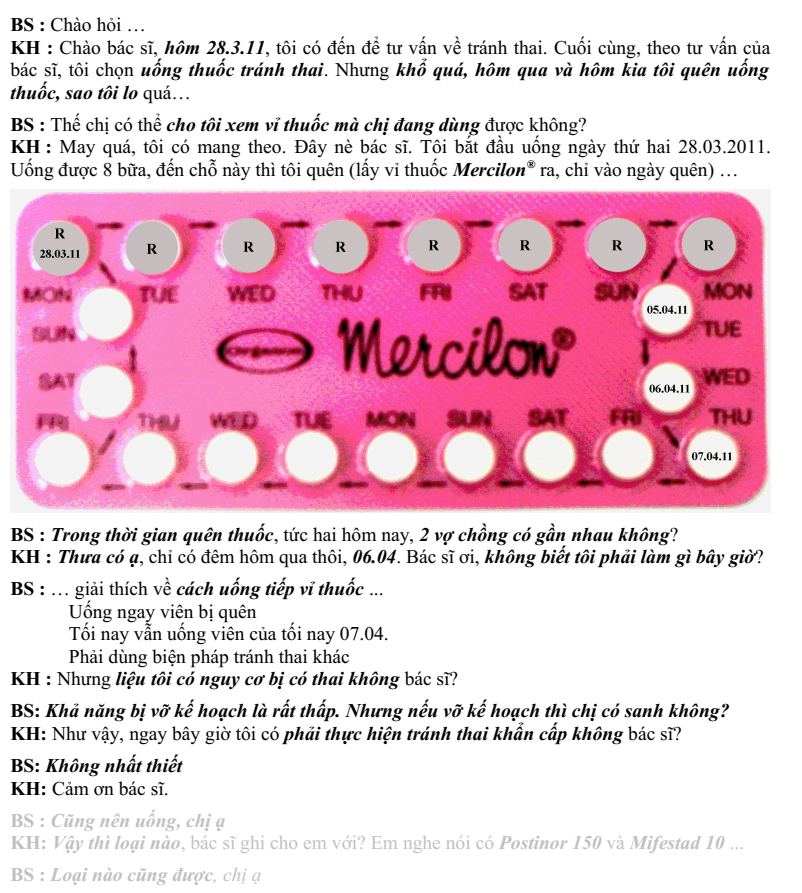 BS : Chào hỏi …
KH : Chào bác sĩ, hôm 28.3.11, tôi có đến để tư vấn về tránh thai. Cuối cùng, theo tư vấn của
bác sĩ, tôi chọn uống thuốc tránh thai. Nhưng khổ quá, hôm qua và hôm kia tôi quên uống
thuốc, sao tôi lo quá…
BS : Thế chị có thể cho tôi xem vỉ thuốc mà chị đang dùng được không?
KH : May quá, tôi có mang theo. Đây nè bác sĩ. Tôi bắt đầu uống ngày thứ hai 28.03.2011.
Uống được 8 bữa, đến chỗ này thì tôi quên (lấy vỉ thuốc Mercilon® ra, chỉ vào ngày quên) …
R R R R R R R R
28.03.11
MON TUE WED THU FRI SAT SUN MON
05.04.11
SUN TUE
Mercilon®
SAT 06.04.11 WED
FRI THU WED TUE MON SUN SAT FRI THU
07.04.11
BS : Trong thời gian quên thuốc, tức hai hôm nay, 2 vợ chồng có gần nhau không?
KH : Thưa có ạ, chỉ có đêm hôm qua thôi, 06.04. Bác sĩ ơi, không biết tôi phải làm gì bây giờ?
BS : … giải thích về cách uống tiếp vỉ thuốc ...
Uống ngay viên bị quên
Tối nay vẫn uống viên của tối nay 07.04.
Phải dùng biện pháp tránh thai khác
KH : Nhưng liệu tôi có nguy cơ bị có thai không bác sĩ?
BS: Khả năng bị vỡ kế hoạch là rất thấp. Nhưng nếu vỡ kế hoạch thì chị có sanh không?
KH: Như vậy, ngay bây giờ tôi có phải thực hiện tránh thai khẩn cấp không bác sĩ?
BS: Không nhất thiết
KH: Cảm ơn bác sĩ.
BS : Cũng nên uống, chị ạ
KH: Vậy thì loại nào, bác sĩ ghi cho em với? Em nghe nói có Postinor 150 và Mifestad 10 ...
BS : Loại nào cũng được, chị ạ